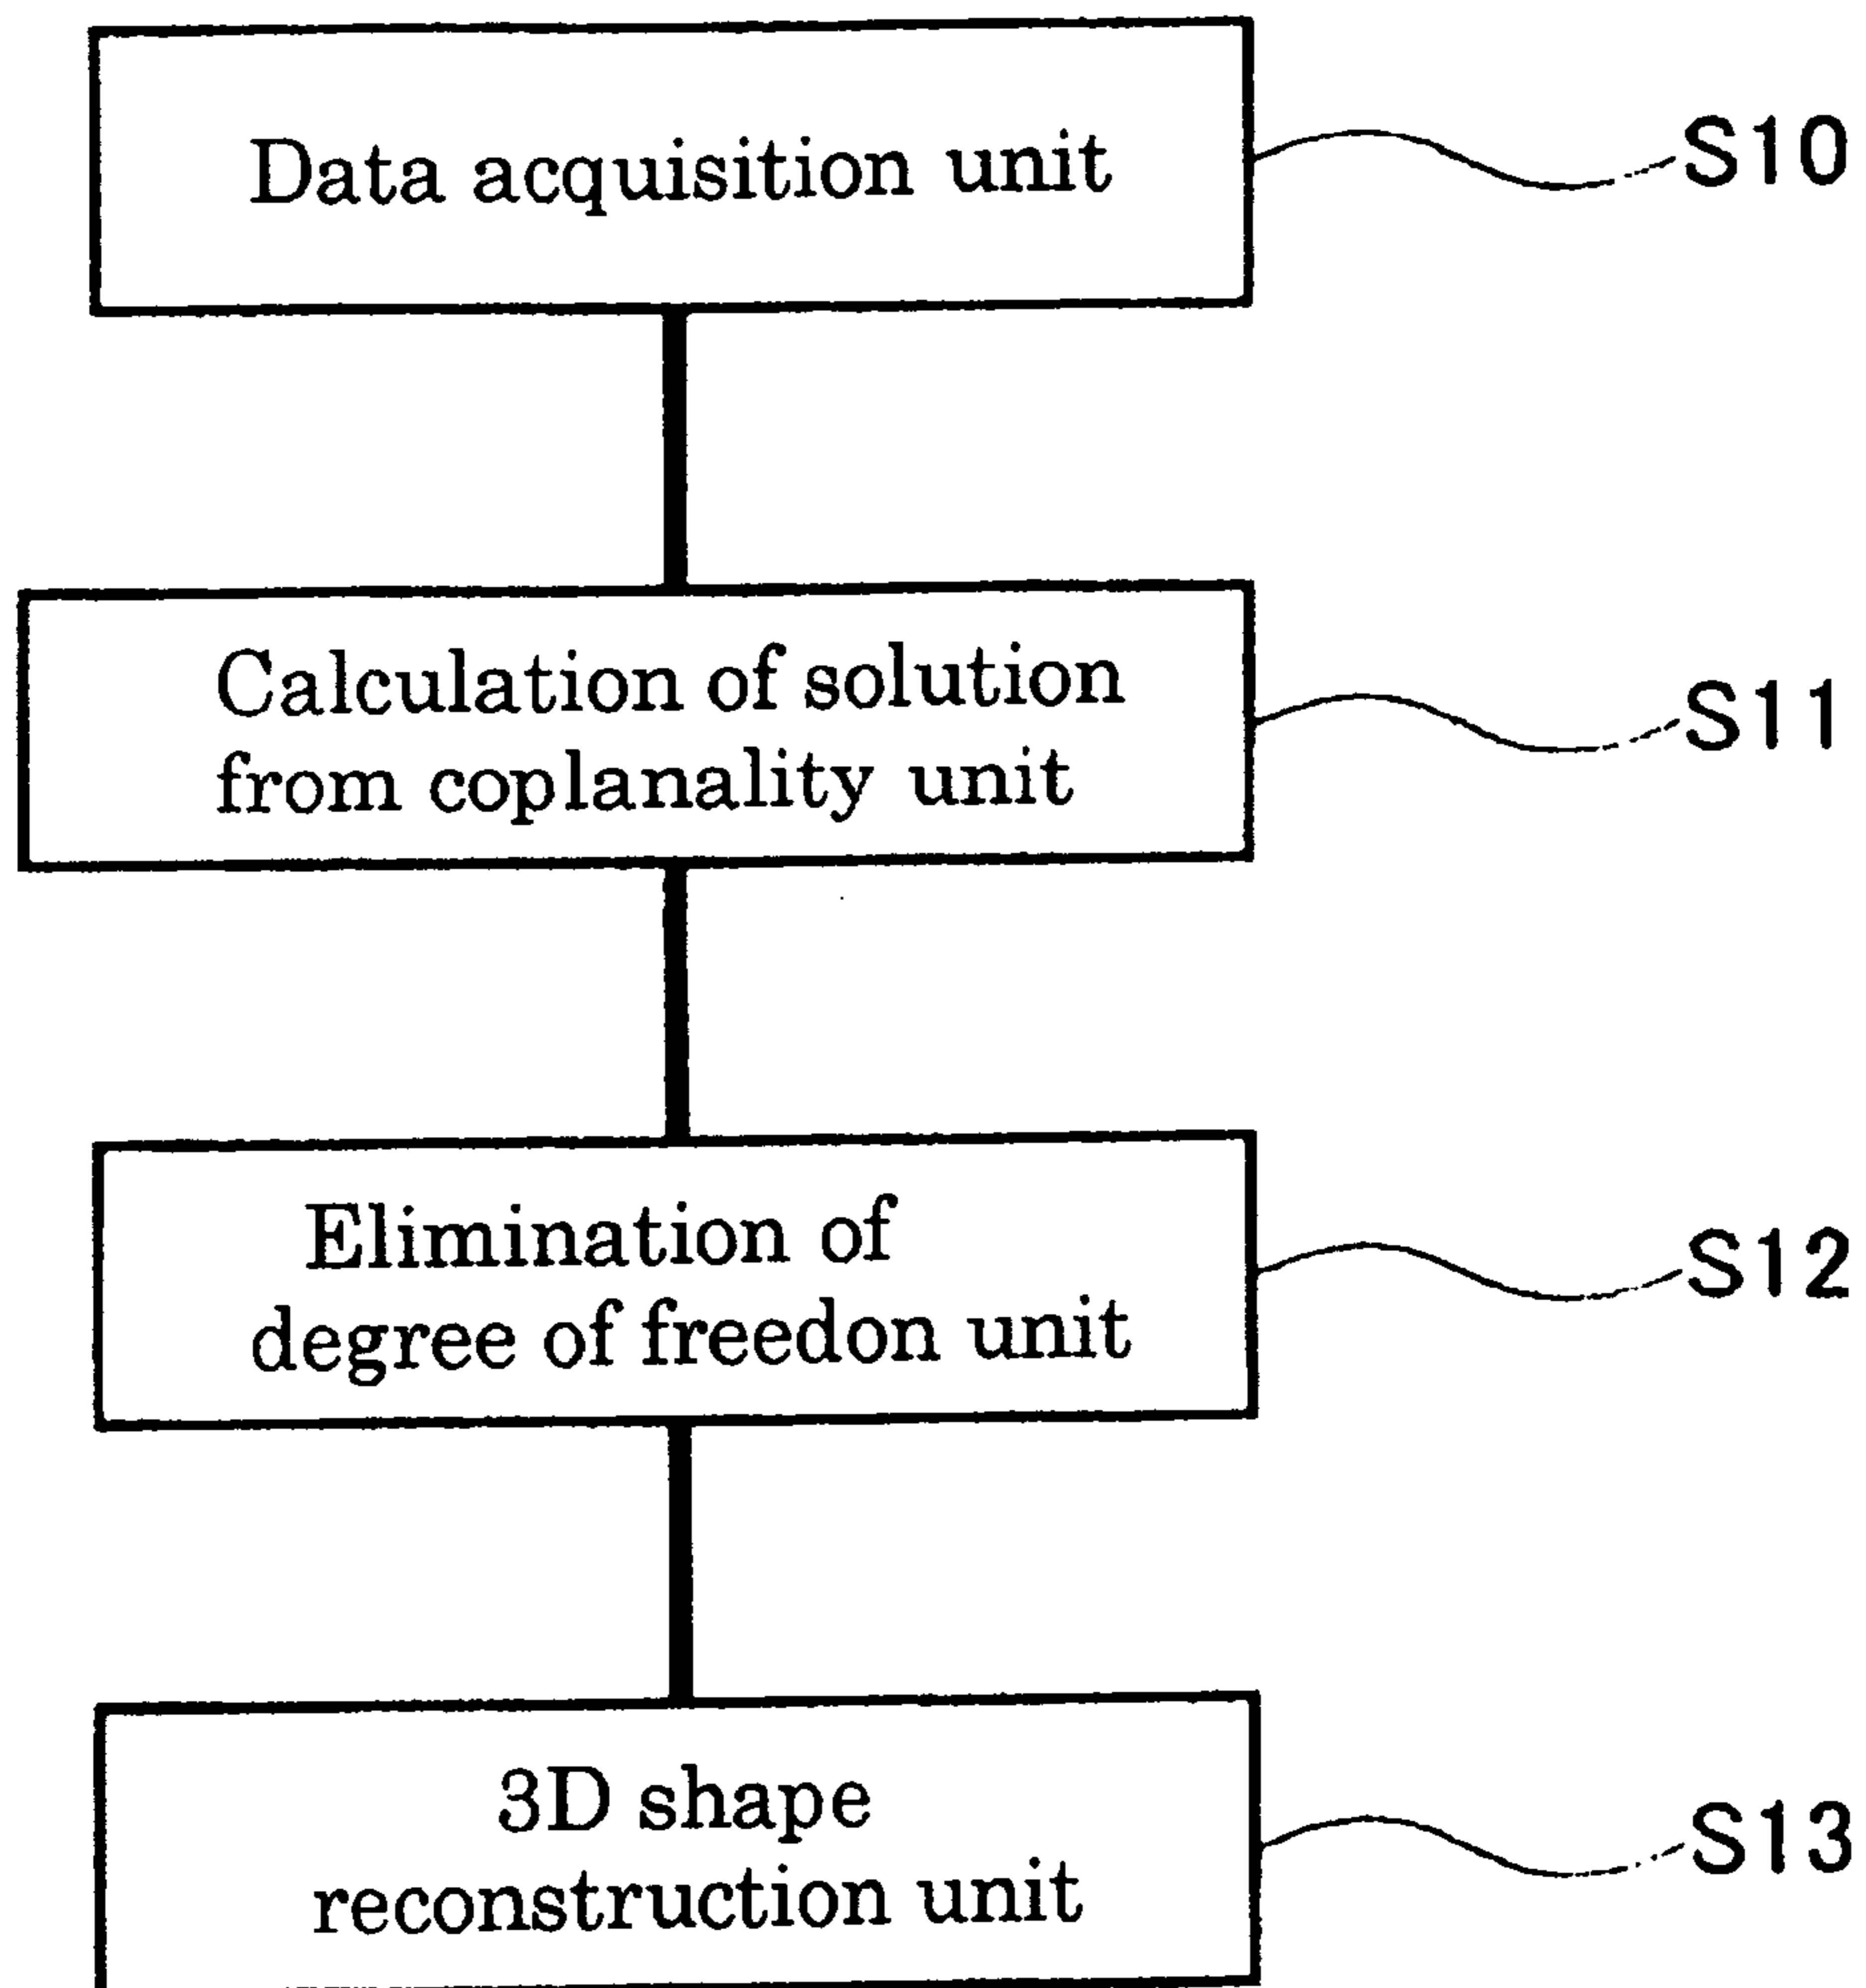 Data acquisition unit
S10
Calculation of solution
from coplanality unit
S11
Elimination of
degree of freedon unit
S12
3D shape
reconstruction unit
S13